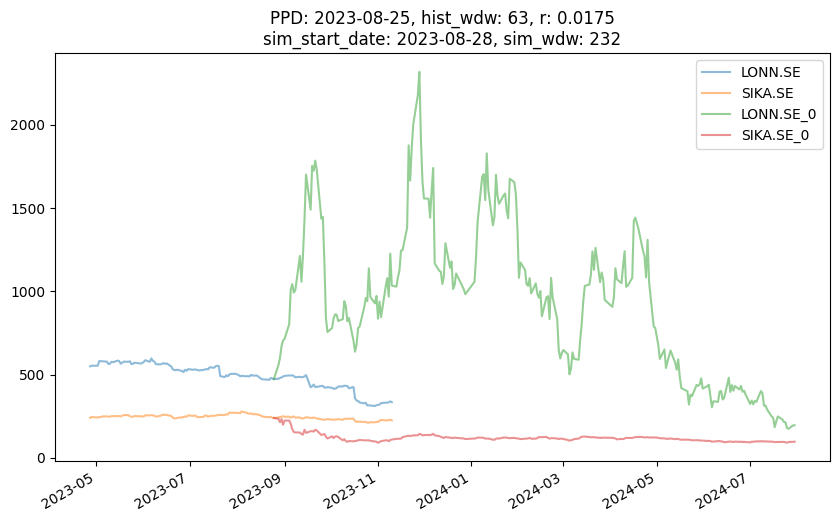 PPD: 2023-08-25, hist_wdw: 63, r: 0.0175
sim_start_date: 2023-08-28, sim_wdw: 232
LONN.SE
SIKA.SE
LONN.SE_0
SIKA.SE_0
2000
1500
1000
500
0
2023-05
2023-07
2023-09
2023-11
2024-01
2024-03
2024-05
2024-07